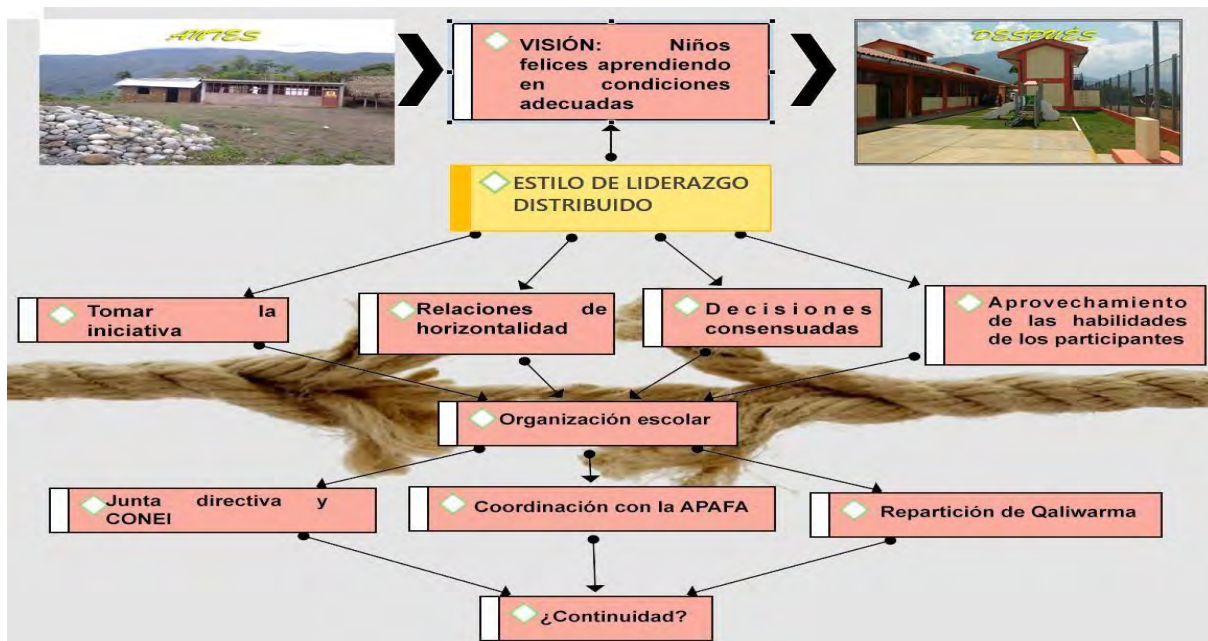 ANTES
VISIÓN: Niños
felices aprendiendo
en condiciones
adecuadas
DESPUÉS
ESTILO DE LIDERAZGO
DISTRIBUIDO
Tomar la
iniciativa
Relaciones de
horizontalidad
Decisiones
consensuadas
Aprovechamiento
de las habilidades
de los participantes
Organización escolar
Junta directiva y
CONEI
Coordinación con la APAFA
Repartición de Qaliwarma
¿Continuidad?